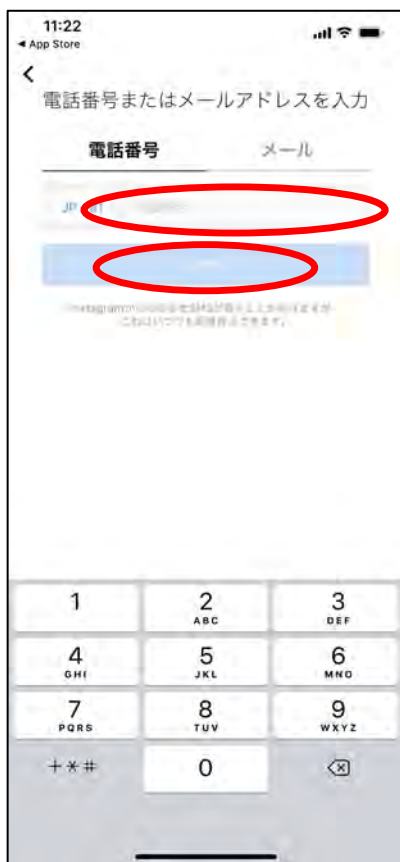 11:22
◀ App Store
電話番号またはメールアドレスを入力
電話番号 メール
JP
1 2 3
ABC DEF
4 5 6
GHI JKL MNO
7 8 9
PQRS TUV WXYZ
+*# 0